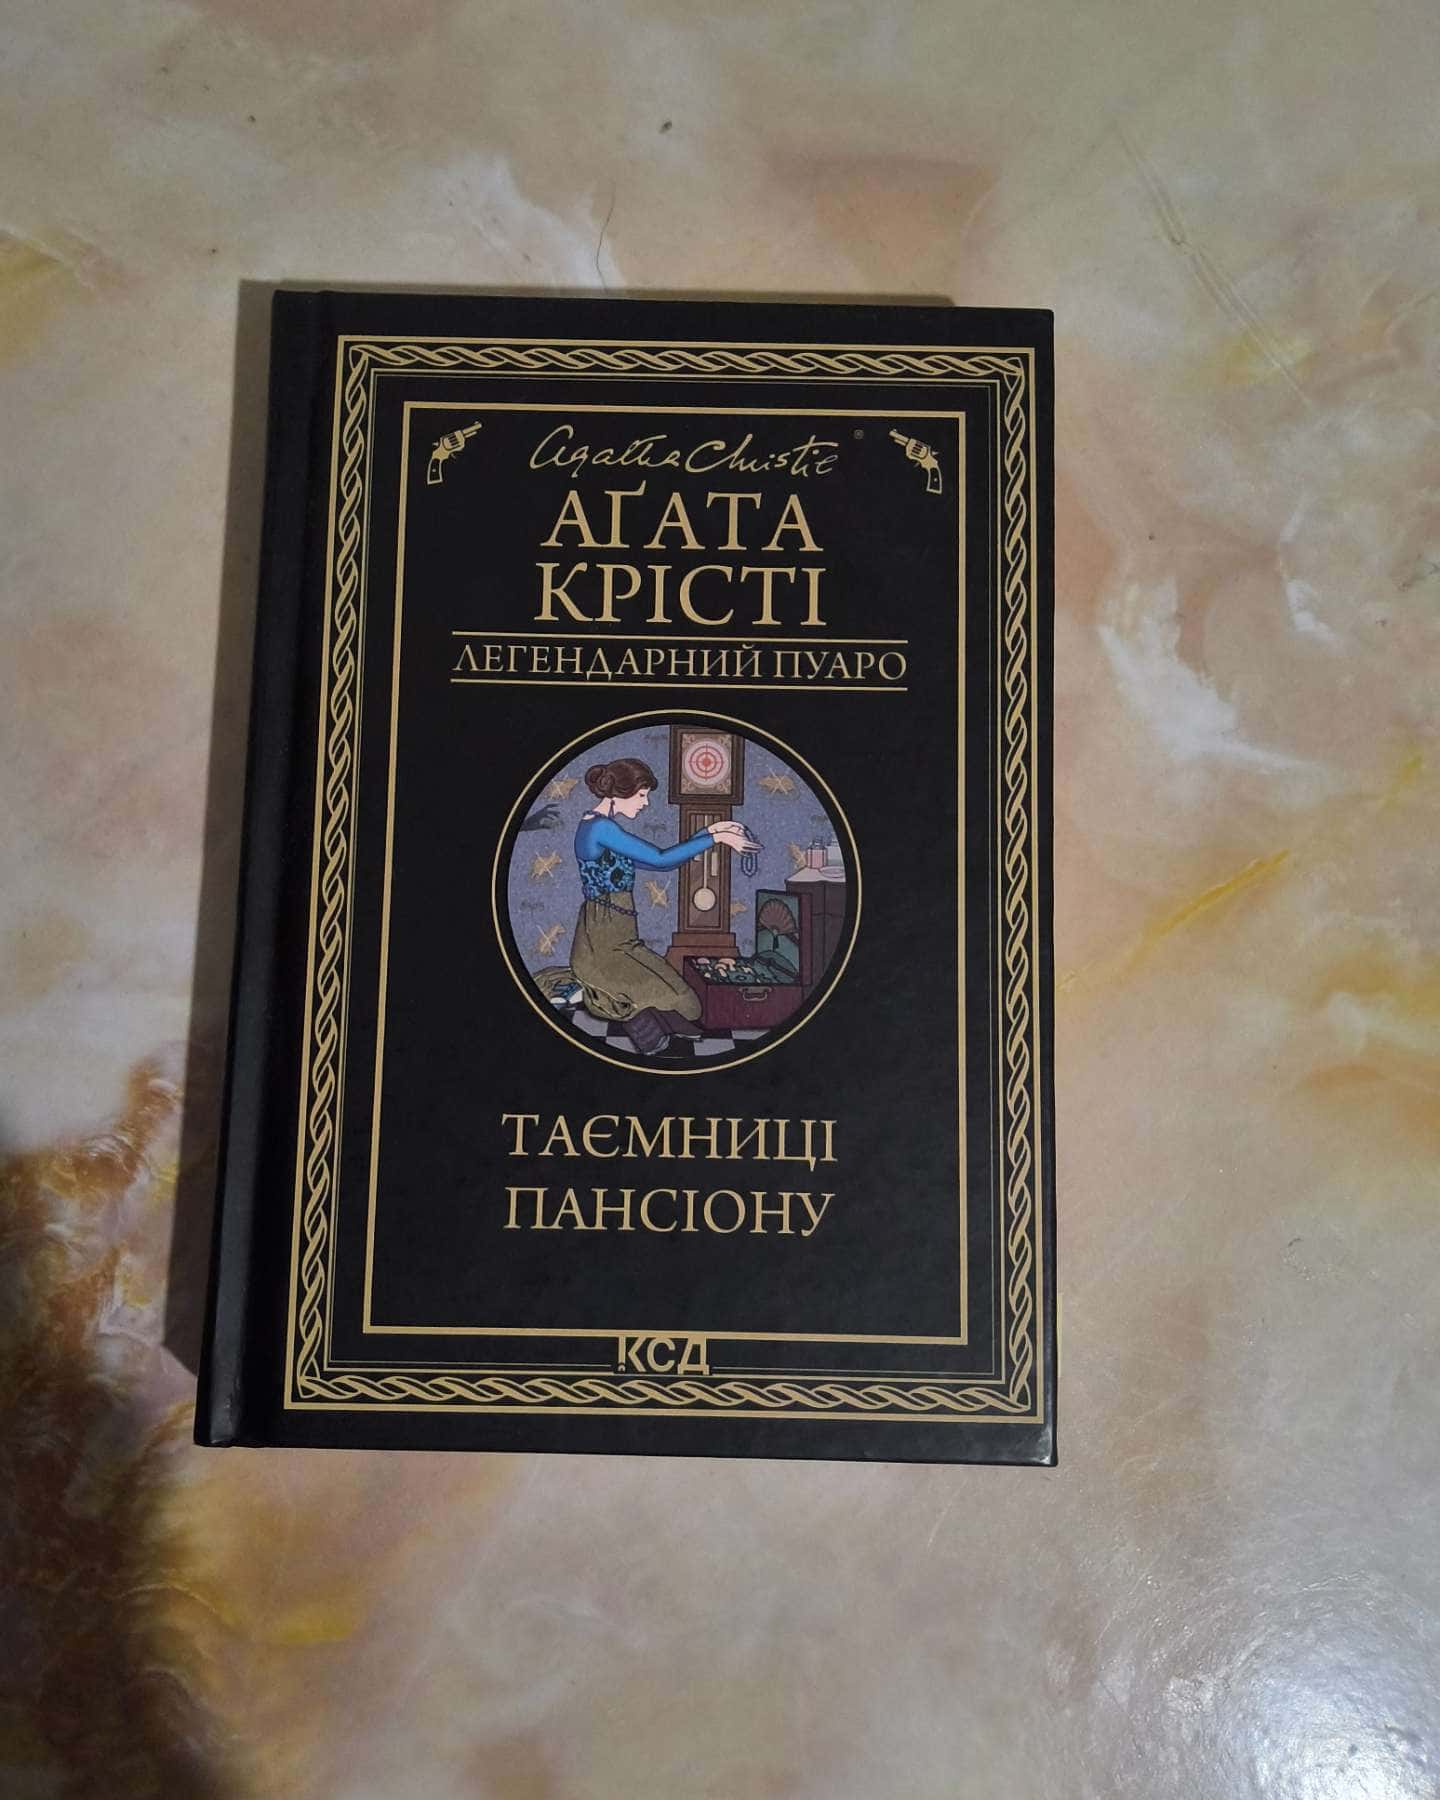 Agatha Christie®
АҐАТА
КРІСТІ
ЛЕГЕНДАРНИЙ ПУАРО
ТАЄМНИЦІ
ПАНСІОНУ
КСД